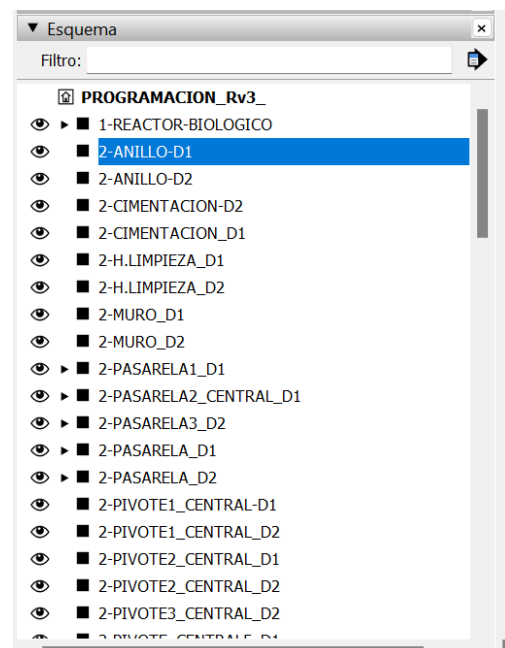 Esquema
Filtro:
PROGRAMACION_Rv3_
1-REACTOR-BIOLOGICO
2-ANILLO-D1
2-ANILLO-D2
2-CIMENTACION-D2
2-CIMENTACION_D1
2-H.LIMPIEZA_D1
2-H.LIMPIEZA_D2
2-MURO_D1
2-MURO_D2
2-PASARELA1_D1
2-PASARELA2_CENTRAL_D1
2-PASARELA3_D2
2-PASARELA_D1
2-PASARELA_D2
2-PIVOTE1_CENTRAL-D1
2-PIVOTE1_CENTRAL_D2
2-PIVOTE2_CENTRAL_D1
2-PIVOTE2_CENTRAL_D2
2-PIVOTE3_CENTRAL_D2